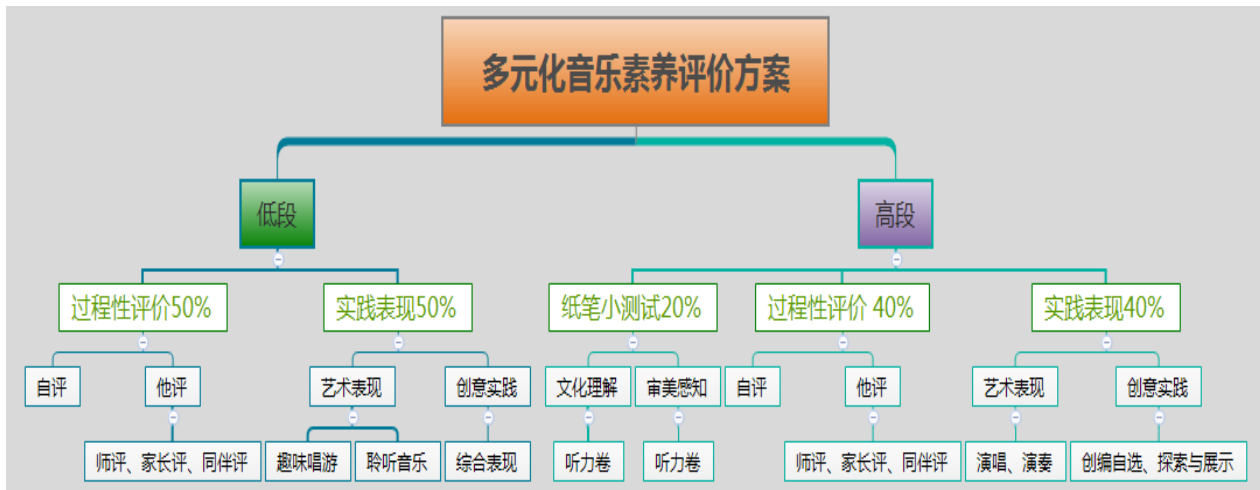 多元化音乐素养评价方案
低段
高段
过程性评价50%
实践表现50%
纸笔小测试20%
过程性评价 40%
实践表现40%
自评
他评
艺术表现
创意实践
文化理解
审美感知
自评
他评
艺术表现
创意实践
师评、家长评、同伴评
趣味唱游
聆听音乐
综合表现
听力卷
听力卷
师评、家长评、同伴评
演唱、演奏
创编自选、探索与展示